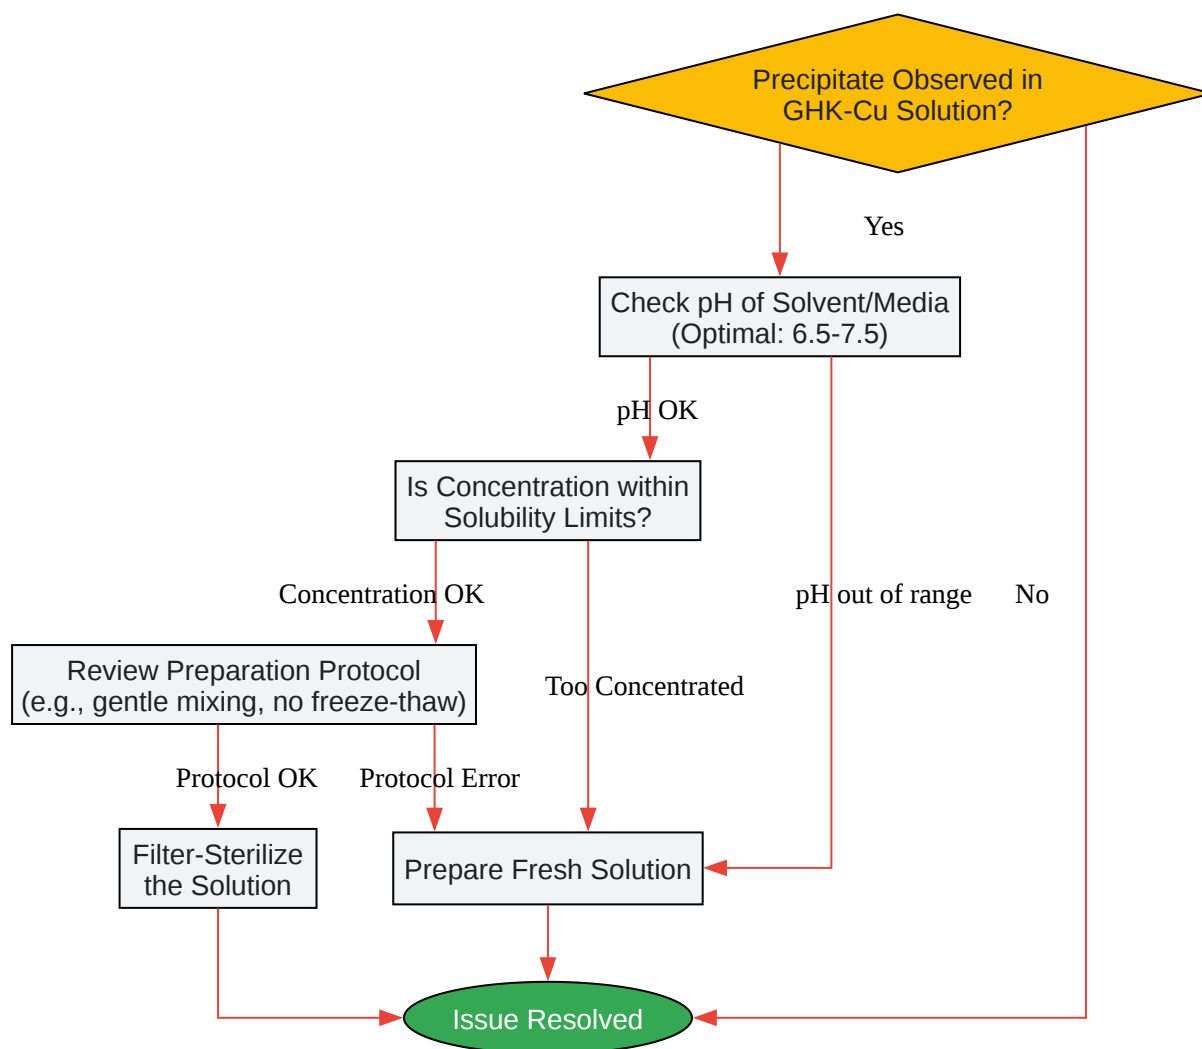 Precipitate Observed in
GHK-Cu Solution?
Yes
Check pH of Solvent/Media
(Optimal: 6.5-7.5)
pH OK
Is Concentration within
Solubility Limits?
Concentration OK
pH out of range
No
Review Preparation Protocol
(e.g., gentle mixing, no freeze-thaw)
Too Concentrated
Protocol OK
Protocol Error
Filter-Sterilize
the Solution
Prepare Fresh Solution
Issue Resolved